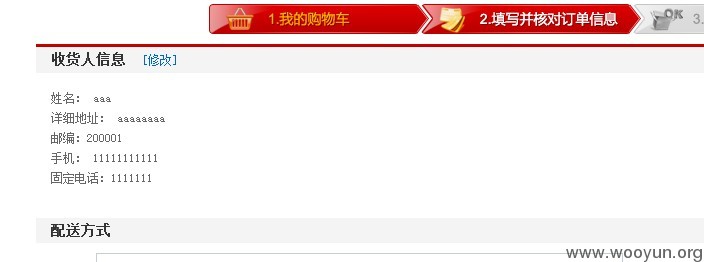 1.我的购物车
2.填写并核对订单信息
OK
3.
收货人信息 [修改]
姓名： aaa
详细地址： aaaaaaaa
邮编：200001
手机： 11111111111
固定电话：1111111
配送方式
www.wooyun.org